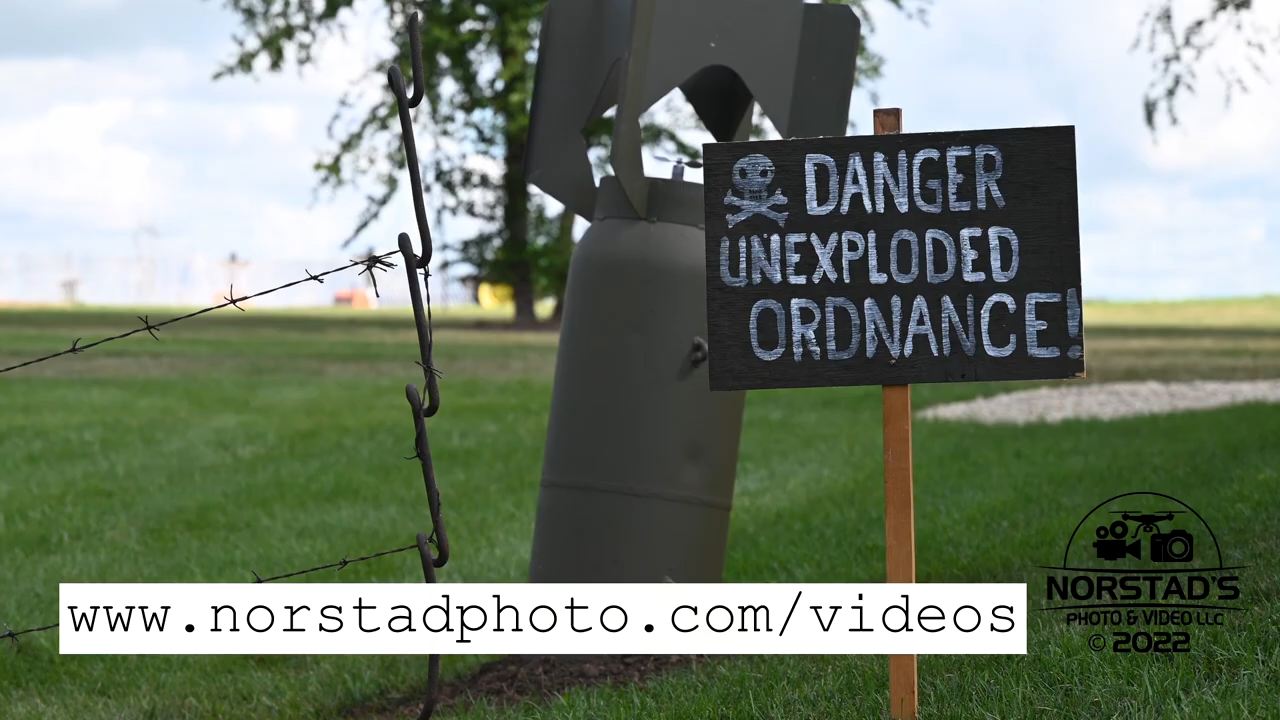 DANGER
UNEXPLODED
ORDNANCE!
www.norstadphoto.com/videos
NORSTAD'S
PHOTO & VIDEO LLC
© 2022